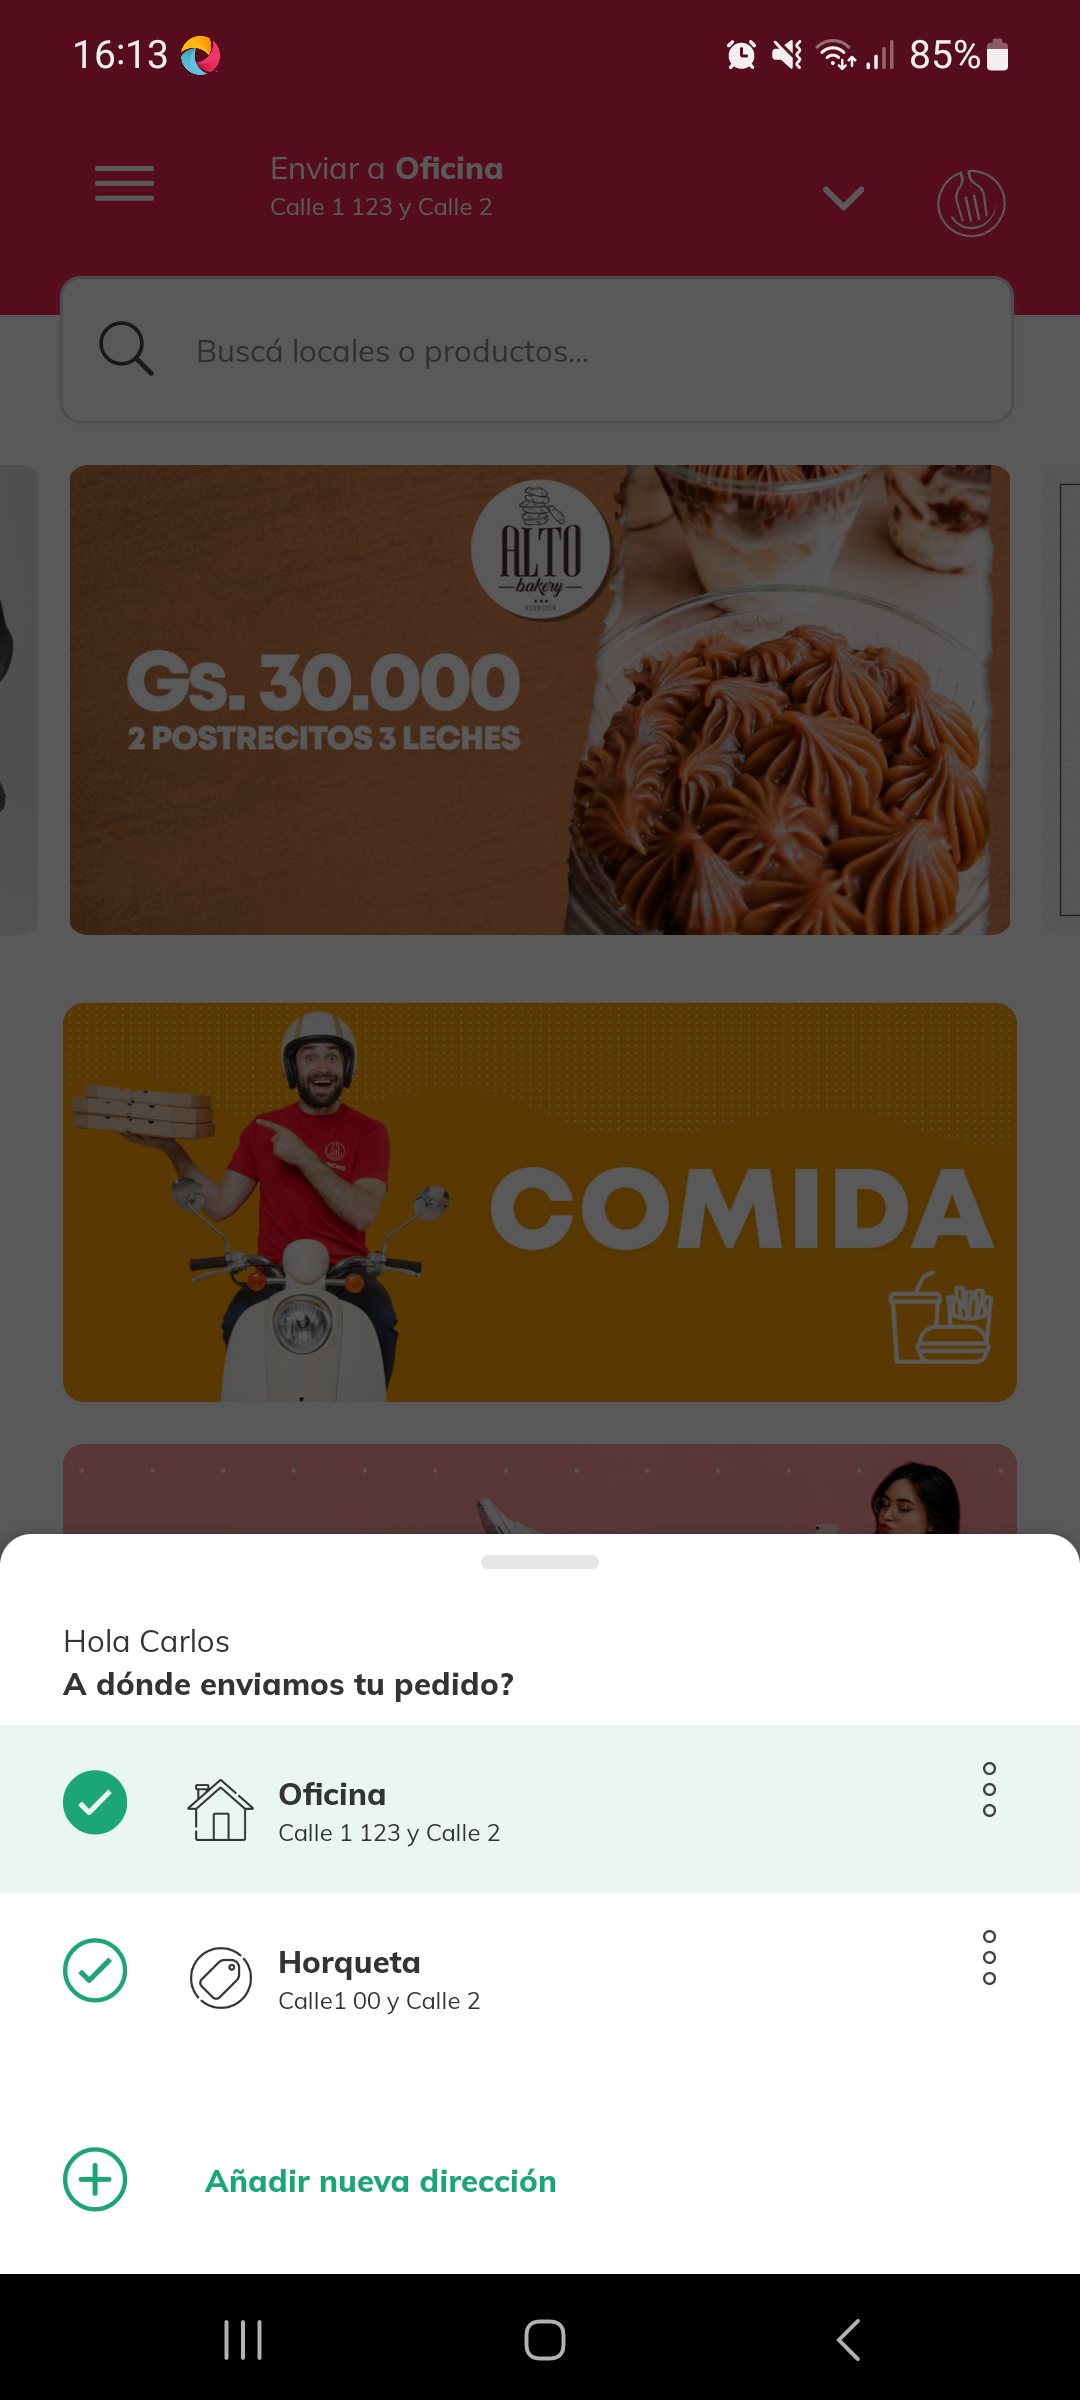 16:13
85%
Enviar a Oficina
Calle 1 123 y Calle 2
Buscá locales o productos...
ALTO
bakery
ASUNCIÓN
Gs. 30.000
2 POSTRECITOS 3 LECHES
COMIDA
Hola Carlos
A dónde enviamos tu pedido?
Oficina
Calle 1 123 y Calle 2
Horqueta
Calle1 00 y Calle 2
Añadir nueva dirección